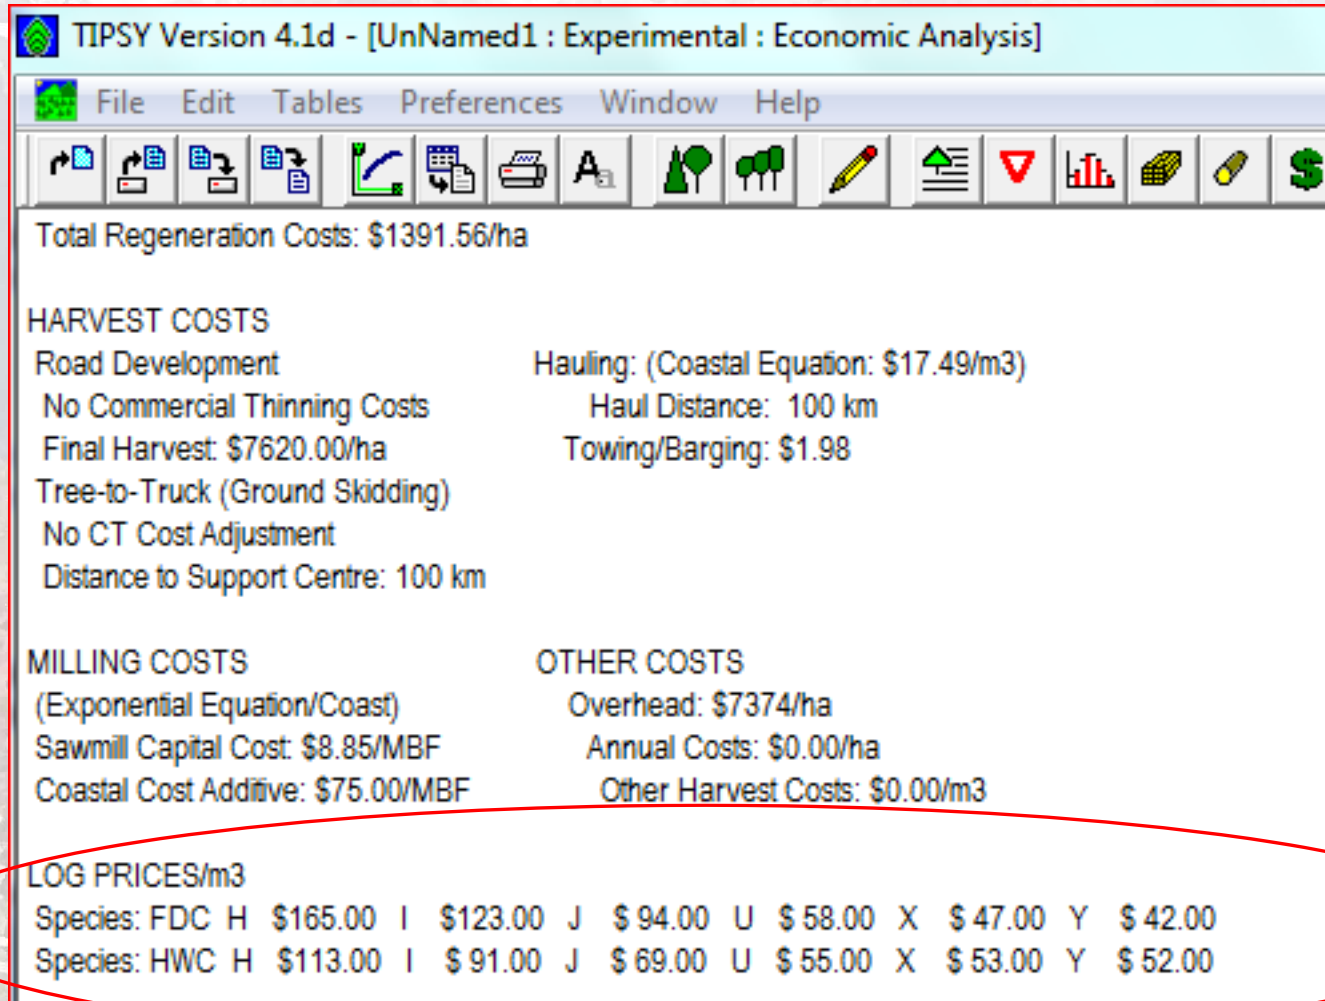 TIPSY Version 4.1d - [UnNamed1 : Experimental : Economic Analysis]
File Edit Tables Preferences Window Help
Total Regeneration Costs: $1391.56/ha
HARVEST COSTS
Road Development Hauling: (Coastal Equation: $17.49/m3)
No Commercial Thinning Costs Haul Distance: 100 km
Final Harvest: $7620.00/ha Towing/Barging: $1.98
Tree-to-Truck (Ground Skidding)
No CT Cost Adjustment
Distance to Support Centre: 100 km
MILLING COSTS OTHER COSTS
(Exponential Equation/Coast) Overhead: $7374/ha
Sawmill Capital Cost: $8.85/MBF Annual Costs: $0.00/ha
Coastal Cost Additive: $75.00/MBF Other Harvest Costs: $0.00/m3
LOG PRICES/m3
Species: FDC H $165.00 I $123.00 J $ 94.00 U $ 58.00 X $ 47.00 Y $ 42.00
Species: HWC H $113.00 I $ 91.00 J $ 69.00 U $ 55.00 X $ 53.00 Y $ 52.00